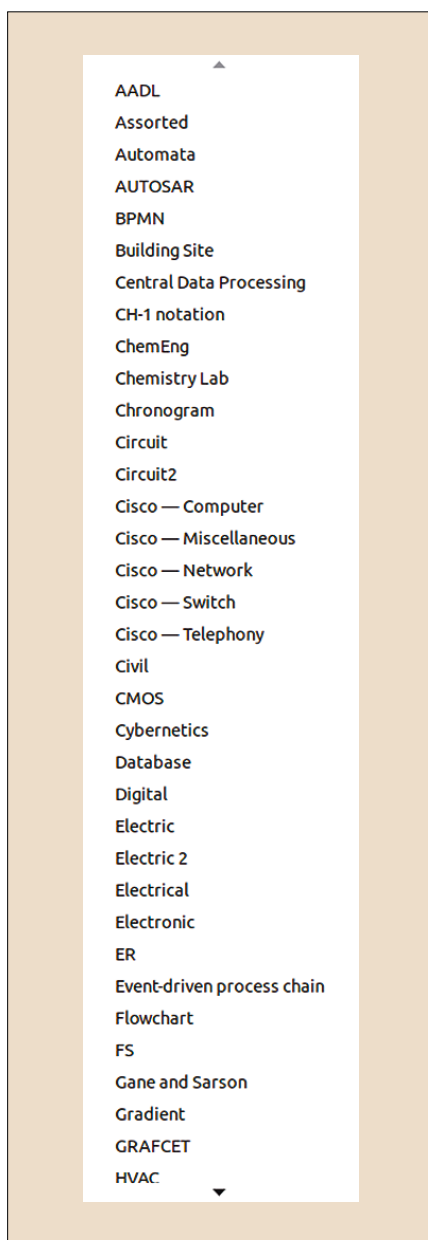 AADL
Assorted
Automata
AUTOSAR
BPMN
Building Site
Central Data Processing
CH-1 notation
ChemEng
Chemistry Lab
Chronogram
Circuit
Circuit2
Cisco — Computer
Cisco — Miscellaneous
Cisco — Network
Cisco — Switch
Cisco — Telephony
Civil
CMOS
Cybernetics
Database
Digital
Electric
Electric 2
Electrical
Electronic
ER
Event-driven process chain
Flowchart
FS
Gane and Sarson
Gradient
GRAFCET
HVAC